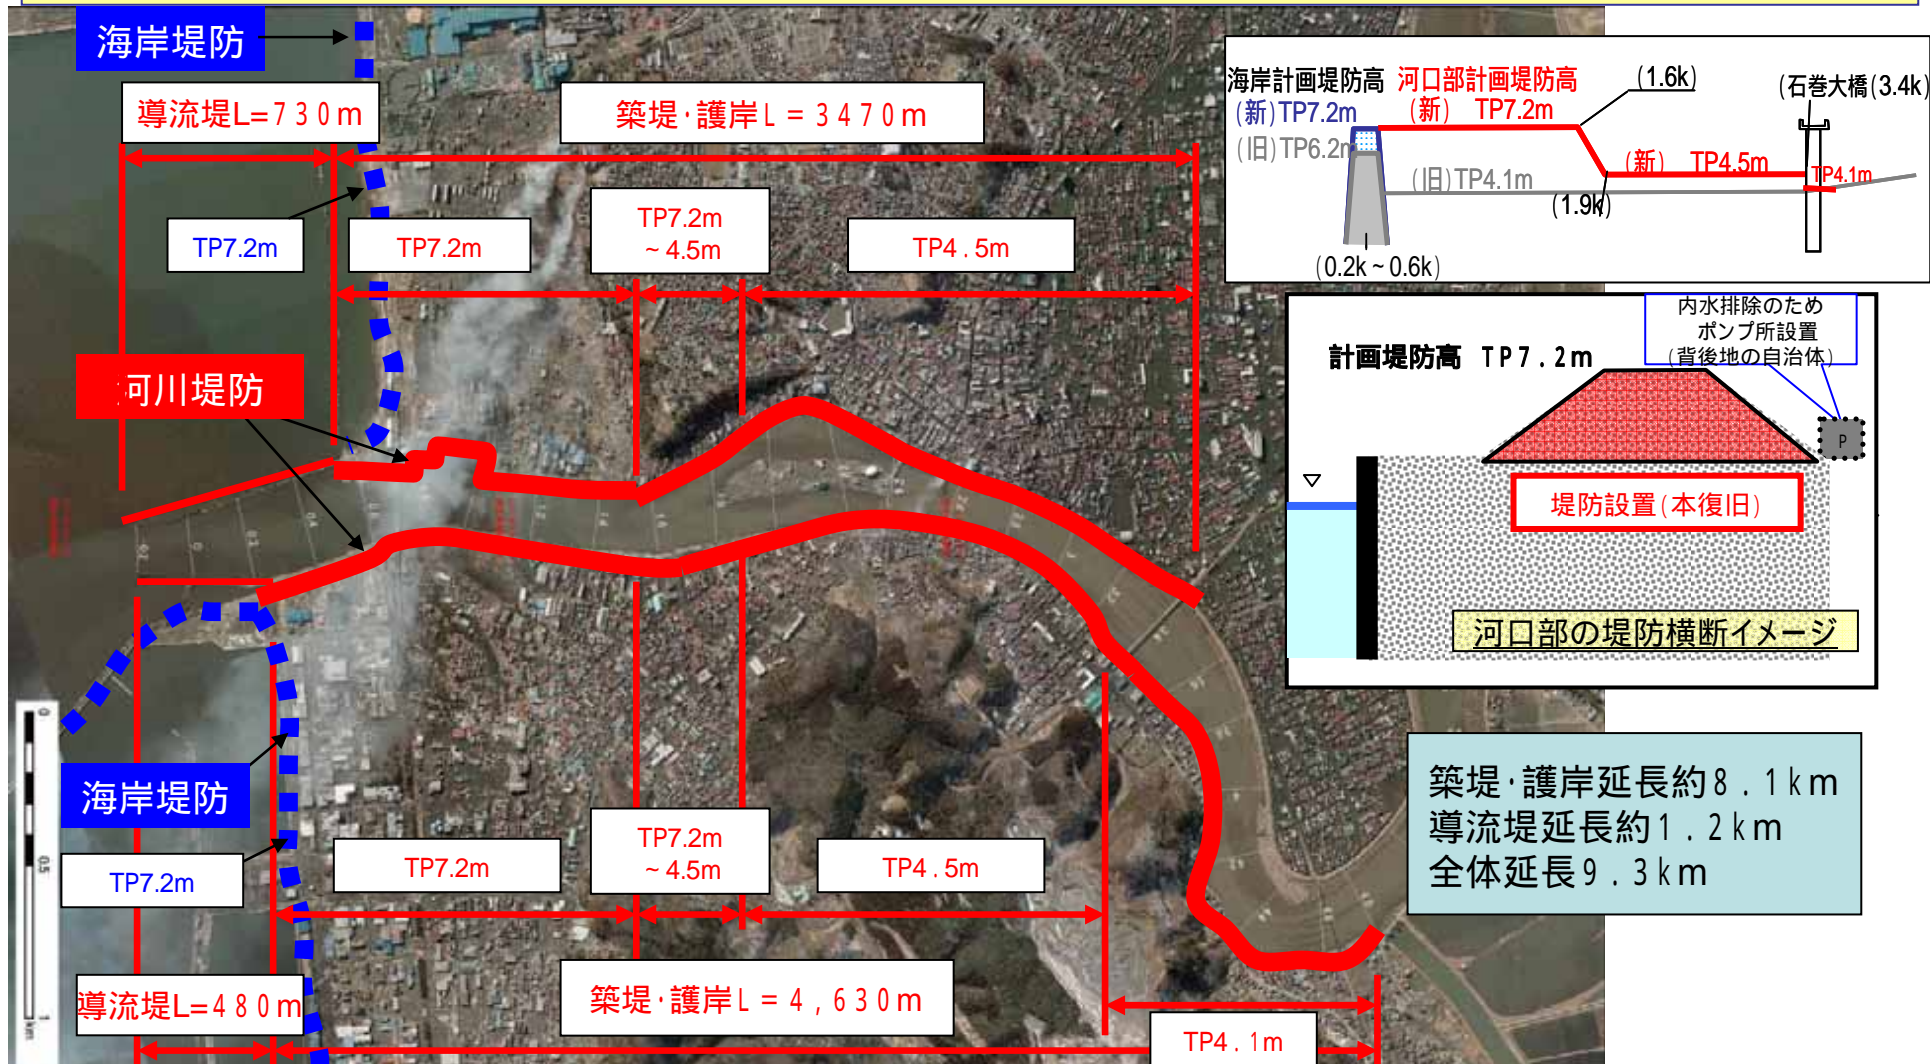 海岸堤防
導流堤L=730m
築堤・護岸L=3470m
TP7.2m
TP7.2m
TP7.2m
~4.5m
TP4.5m
河川堤防
海岸計画堤防高
(新)TP7.2m
(旧)TP6.2m
河口部計画堤防高
(新) TP7.2m
(1.6k)
(石巻大橋(3.4k)
(旧)TP4.1m
(新) TP4.5m
TP4.1m
(1.9k)
(0.2k~0.6k)
内水排除のため
ポンプ所設置
(背後地の自治体)
計画堤防高 TP7.2m
P
堤防設置(本復旧)
河口部の堤防横断イメージ
海岸堤防
TP7.2m
TP7.2m
TP7.2m
~4.5m
TP4.5m
築堤・護岸延長約8.1km
導流堤延長約1.2km
全体延長9.3km
導流堤L=480m
築堤・護岸L=4,630m
TP4.1m
0
0.5
1
km